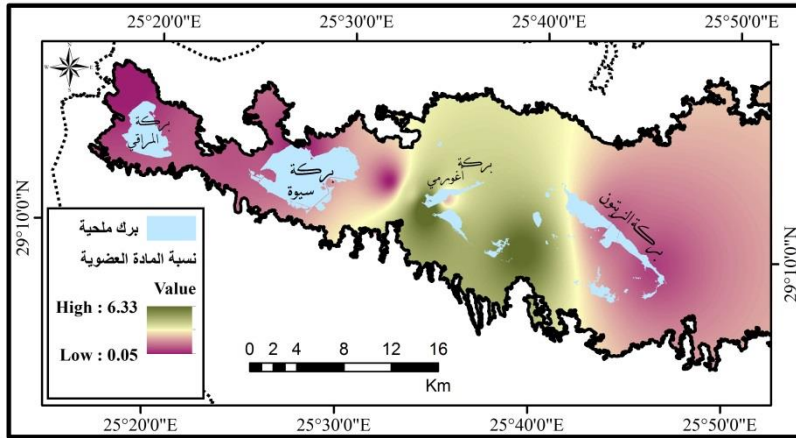 25°20'0"E 25°30'0"E 25°40'0"E 25°50'0"E
بركة
المراقي
بركة
سيوة
بركة
أغورمي
بركة الزيتون
29°10'0"N
29°10'0"N
برك ملحية
نسبة المادة العضوية
Value
High : 6.33
Low : 0.05
0 2 4 8 12 16
Km
25°20'0"E 25°30'0"E 25°40'0"E 25°50'0"E